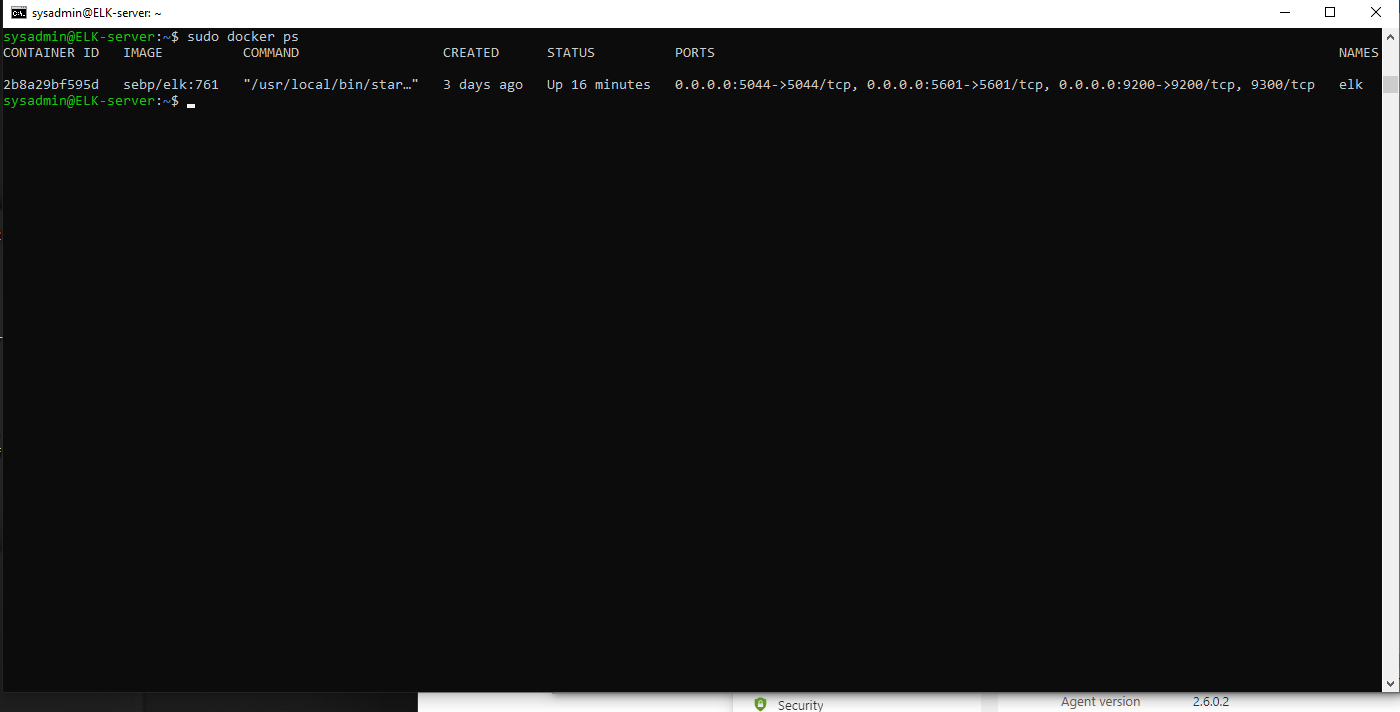 sysadmin@ELK-server: ~
sysadmin@ELK-server:~$ sudo docker ps
CONTAINER ID   IMAGE          COMMAND                  CREATED      STATUS          PORTS                                                                              NAMES
2b8a29bf595d   sebp/elk:761   "/usr/local/bin/star…"   3 days ago   Up 16 minutes   0.0.0.0:5044->5044/tcp, 0.0.0.0:5601->5601/tcp, 0.0.0.0:9200->9200/tcp, 9300/tcp   elk
sysadmin@ELK-server:~$
Security
Agent version 2.6.0.2